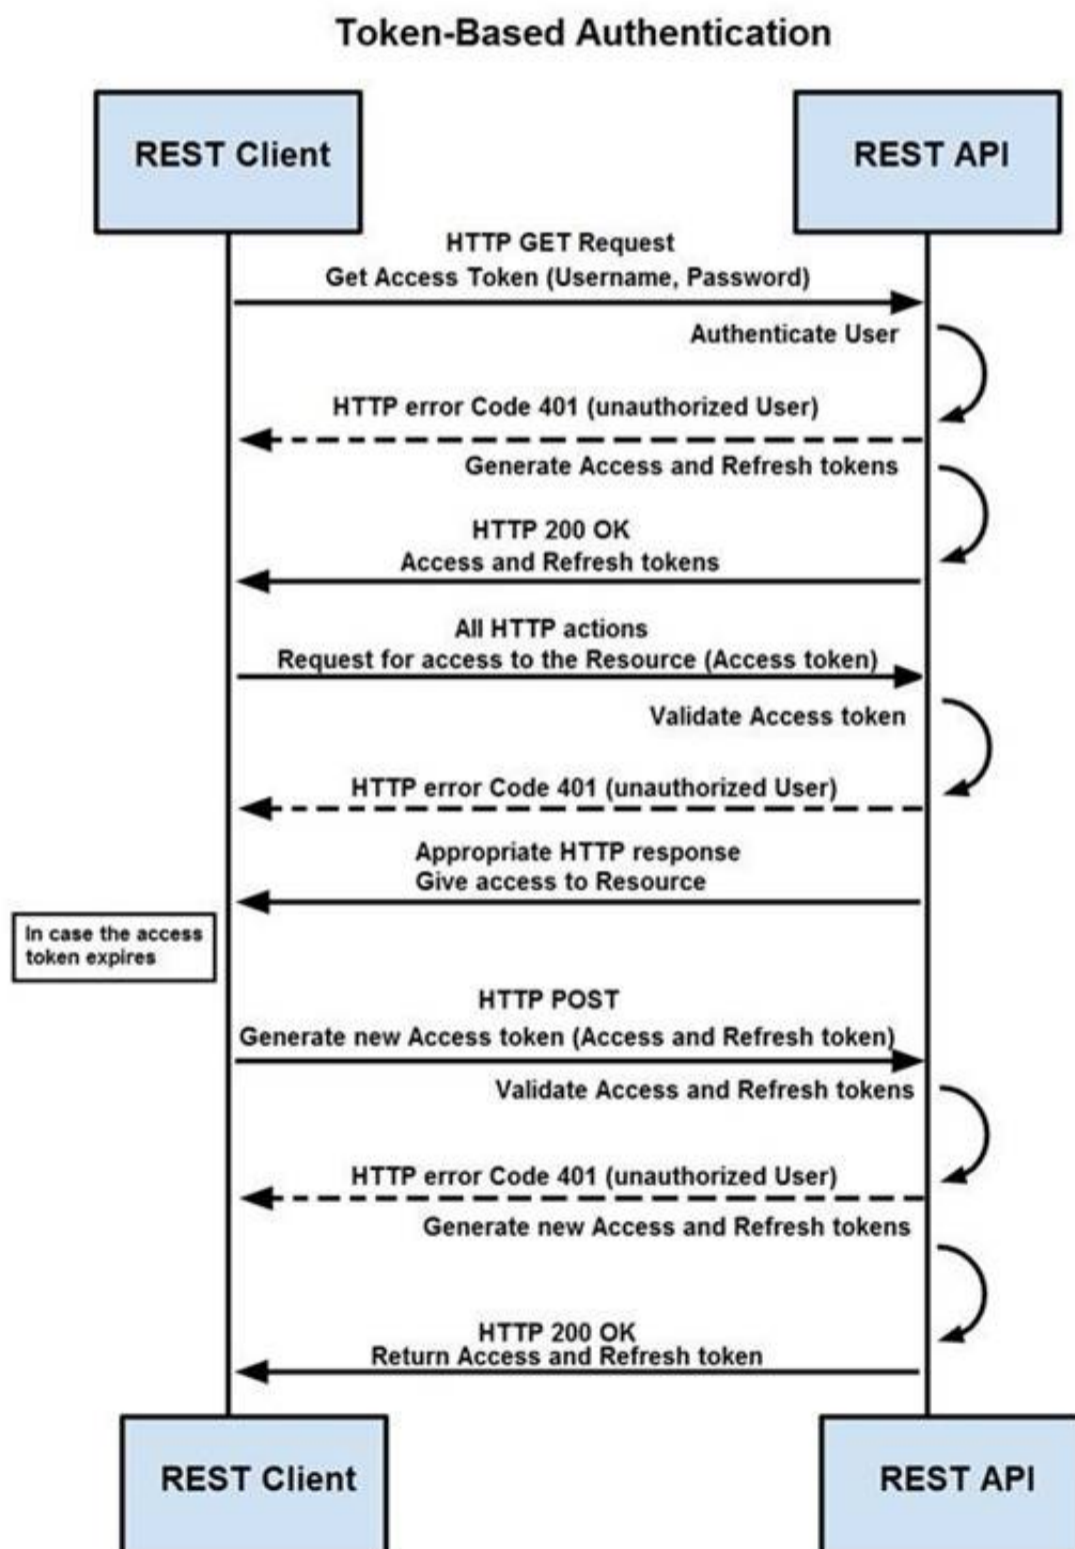 Token-Based Authentication
REST Client
REST API
HTTP GET Request
Get Access Token (Username, Password)
Authenticate User
HTTP error Code 401 (unauthorized User)
Generate Access and Refresh tokens
HTTP 200 OK
Access and Refresh tokens
All HTTP actions
Request for access to the Resource (Access token)
Validate Access token
HTTP error Code 401 (unauthorized User)
Appropriate HTTP response
Give access to Resource
In case the access
token expires
HTTP POST
Generate new Access token (Access and Refresh token)
Validate Access and Refresh tokens
HTTP error Code 401 (unauthorized User)
Generate new Access and Refresh tokens
HTTP 200 OK
Return Access and Refresh token
REST Client
REST API